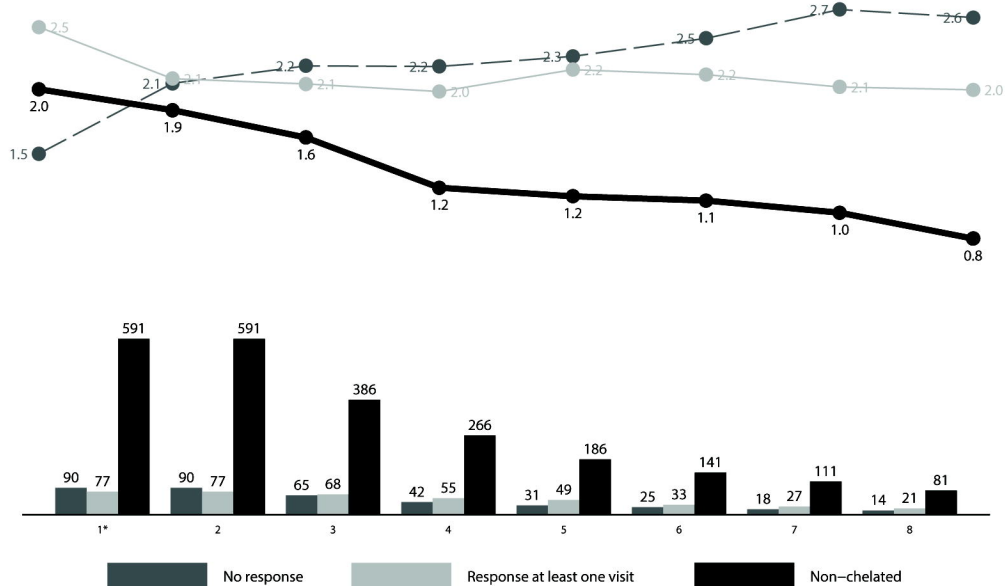 2.5 2.7 2.6
2.1 2.1 2.2 2.2 2.3 2.5
2.1 2.0 2.2 2.2 2.1 2.0
1.5
2.0 1.9 1.6 1.2 1.2 1.1 1.0 0.8
591 591 386 266 186 141 111 81
90 77 90 77 65 68 42 55 31 49 25 33 18 27 14 21
1* 2 3 4 5 6 7 8
No response Response at least one visit Non–chelated